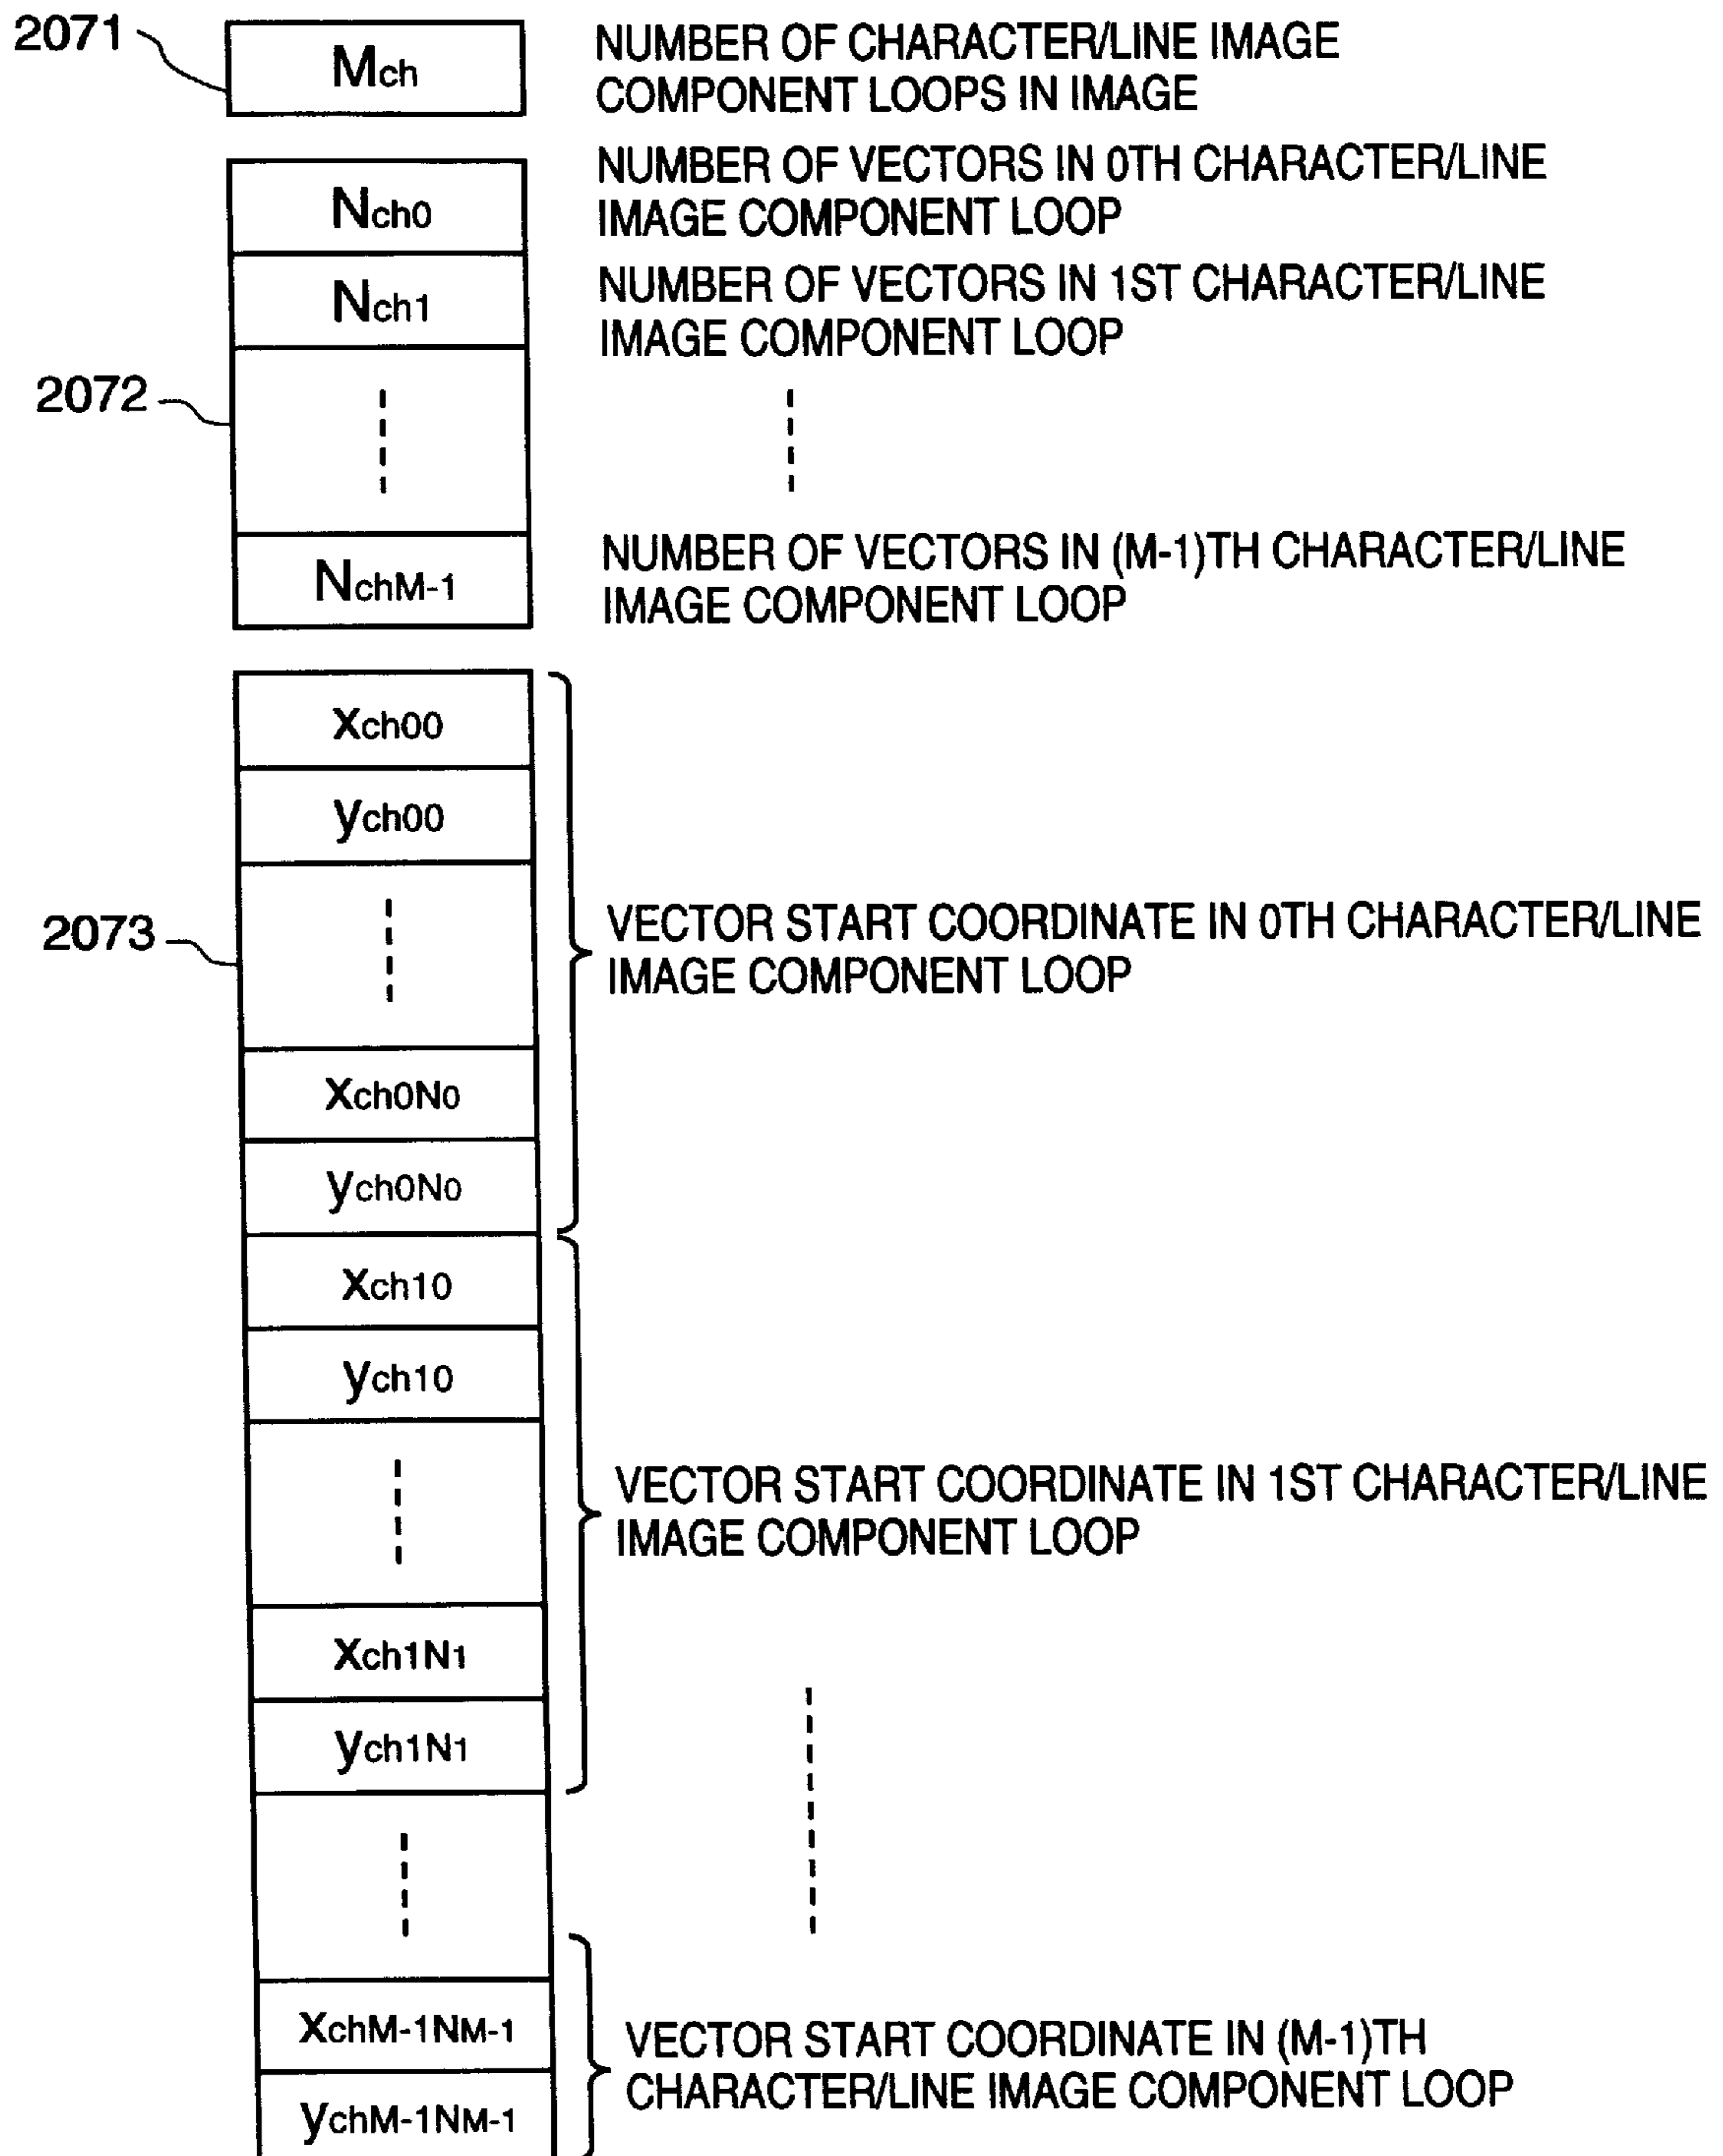 2071
Mch
NUMBER OF CHARACTER/LINE IMAGE
COMPONENT LOOPS IN IMAGE
Nch0
NUMBER OF VECTORS IN 0TH CHARACTER/LINE
IMAGE COMPONENT LOOP
Nch1
NUMBER OF VECTORS IN 1ST CHARACTER/LINE
IMAGE COMPONENT LOOP
2072
NchM-1
NUMBER OF VECTORS IN (M-1)TH CHARACTER/LINE
IMAGE COMPONENT LOOP
xch00
ych00
2073
VECTOR START COORDINATE IN 0TH CHARACTER/LINE
IMAGE COMPONENT LOOP
xch0N0
ych0N0
xch10
ych10
VECTOR START COORDINATE IN 1ST CHARACTER/LINE
IMAGE COMPONENT LOOP
xch1N1
ych1N1
xchM-1NM-1
ychM-1NM-1
VECTOR START COORDINATE IN (M-1)TH
CHARACTER/LINE IMAGE COMPONENT LOOP